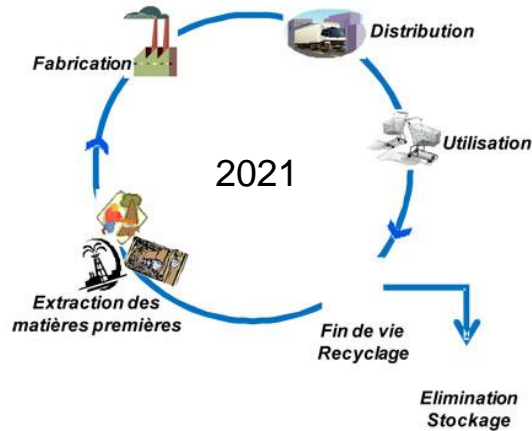 Distribution
Fabrication
Utilisation
2021
Extraction des
matières premières
Fin de vie
Recyclage
Elimination
Stockage